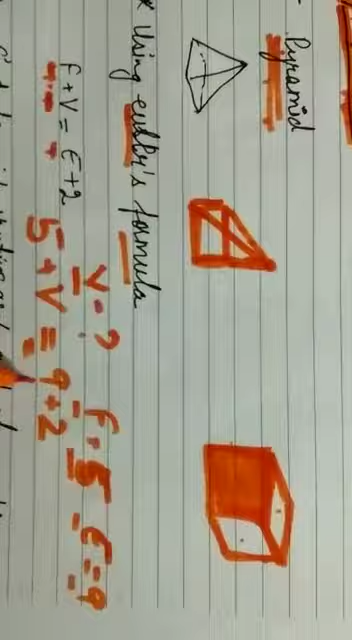 Pyramid
* Using euler's formula
V = ? F = 5 E = 9
F + V = E + 2
5 + V = 9 + 2